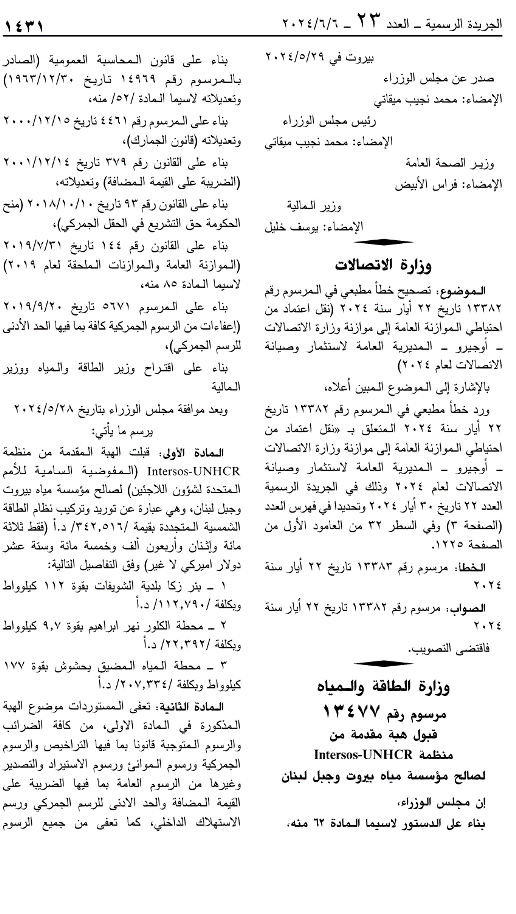 الجريدة الرسمية ــ العدد ٢٣ ــ ٢٠٢٤/٦/٦
١٤٣١
بيروت في ٢٠٢٤/٥/٢٩
صدر عن مجلس الوزراء
الإمضاء: محمد نجيب ميقاتي
رئيس مجلس الوزراء
الإمضاء: محمد نجيب ميقاتي
وزير الصحة العامة
الإمضاء: فراس الأبيض
وزير المالية
الإمضاء: يوسف خليل
وزارة الاتصالات
الموضوع: تصحيح خطأ مطبعي في المرسوم رقم
١٣٣٨٢ تاريخ ٢٢ أيار سنة ٢٠٢٤ (نقل اعتماد من
احتياطي الموازنة العامة إلى موازنة وزارة الاتصالات
ــ أوجيرو ــ المديرية العامة لاستثمار وصيانة
الاتصالات لعام ٢٠٢٤)
بالإشارة إلى الموضوع المبين أعلاه،
ورد خطأ مطبعي في المرسوم رقم ١٣٣٨٢ تاريخ
٢٢ أيار سنة ٢٠٢٤ المتعلق بـ «نقل اعتماد من
احتياطي الموازنة العامة إلى موازنة وزارة الاتصالات
ــ أوجيرو ــ المديرية العامة لاستثمار وصيانة
الاتصالات لعام ٢٠٢٤ وذلك في الجريدة الرسمية
العدد ٢٢ تاريخ ٣٠ أيار ٢٠٢٤ وتحديدا في فهرس العدد
(الصفحة ٣) وفي السطر ٣٢ من العامود الأول من
الصفحة ١٢٢٥.
الخطأ: مرسوم رقم ١٣٣٨٣ تاريخ ٢٢ أيار سنة
٢٠٢٤
الصواب: مرسوم رقم ١٣٣٨٢ تاريخ ٢٢ أيار سنة
٢٠٢٤
فاقتضى التصويب.
وزارة الطاقة والمياه
مرسوم رقم ١٣٤٧٧
قبول هبة مقدمة من
منظمة Intersos-UNHCR
لصالح مؤسسة مياه بيروت وجبل لبنان
إن مجلس الوزراء،
بناء على الدستور لاسيما المادة ٦٢ منه،
بناء على قانون المحاسبة العمومية (الصادر
بالمرسوم رقم ١٤٩٦٩ تاريخ ١٩٦٣/١٢/٣٠)
وتعديلاته لاسيما المادة /٥٢/ منه،
بناء على المرسوم رقم ٤٤٦١ تاريخ ٢٠٠٠/١٢/١٥
وتعديلاته (قانون الجمارك)،
بناء على القانون رقم ٣٧٩ تاريخ ٢٠٠١/١٢/١٤
(الضريبة على القيمة المضافة) وتعديلاته،
بناء على القانون رقم ٩٣ تاريخ ٢٠١٨/١٠/١٠ (منح
الحكومة حق التشريع في الحقل الجمركي)،
بناء على القانون رقم ١٤٤ تاريخ ٢٠١٩/٧/٣١
(الموازنة العامة والموازنات الملحقة لعام ٢٠١٩)
لاسيما المادة ٨٥ منه،
بناء على المرسوم ٥٦٧١ تاريخ ٢٠١٩/٩/٢٠
(إعفاءات من الرسوم الجمركية كافة بما فيها الحد الأدنى
للرسم الجمركي)،
بناء على اقتراح وزير الطاقة والمياه ووزير
المالية
وبعد موافقة مجلس الوزراء بتاريخ ٢٠٢٤/٥/٢٨
يرسم ما يأتي:
المادة الأولى: قبلت الهبة المقدمة من منظمة
Intersos-UNHCR (المفوضية السامية للأمم
المتحدة لشؤون اللاجئين) لصالح مؤسسة مياه بيروت
وجبل لبنان، وهي عبارة عن توريد وتركيب نظام الطاقة
الشمسية المتجددة بقيمة /٣٤٢,٥١٦/ د.أ (فقط ثلاثة
مائة وإثنان وأربعون ألف وخمسة مائة وستة عشر
دولار اميركي لا غير) وفق التفاصيل التالية:
١ ــ بئر زكا بلدية الشويفات بقوة ١١٢ كيلوواط
وبكلفة /١١٢,٧٩٠/ د.أ
٢ ــ محطة الكلور نهر ابراهيم بقوة ٩,٧ كيلوواط
وبكلفة /٢٢,٣٩٢/ د.أ
٣ ــ محطة المياه المضيق بحشوش بقوة ١٧٧
كيلوواط وبكلفة /٢٠٧,٣٣٤/ د.أ
المادة الثانية: تعفى المستوردات موضوع الهبة
المذكورة في المادة الاولى، من كافة الضرائب
والرسوم المتوجبة قانونا بما فيها التراخيص والرسوم
الجمركية ورسوم الموانئ ورسوم الاستيراد والتصدير
وغيرها من الرسوم العامة بما فيها الضريبة على
القيمة المضافة والحد الادنى للرسم الجمركي ورسم
الاستهلاك الداخلي، كما تعفى من جميع الرسوم